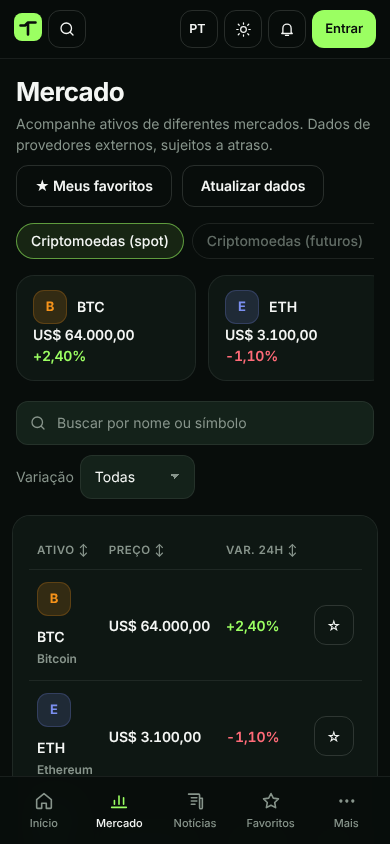 PT
Entrar
Mercado
Acompanhe ativos de diferentes mercados. Dados de
provedores externos, sujeitos a atraso.
★ Meus favoritos
Atualizar dados
Criptomoedas (spot)
Criptomoedas (futuros)
B
BTC
US$ 64.000,00
+2,40%
E
ETH
US$ 3.100,00
-1,10%
Buscar por nome ou símbolo
Variação
Todas
ATIVO ↕ PREÇO ↕ VAR. 24H ↕
B
BTC
Bitcoin
US$ 64.000,00
+2,40%
☆
E
ETH
Ethereum
US$ 3.100,00
-1,10%
☆
Início
Mercado
Notícias
Favoritos
Mais